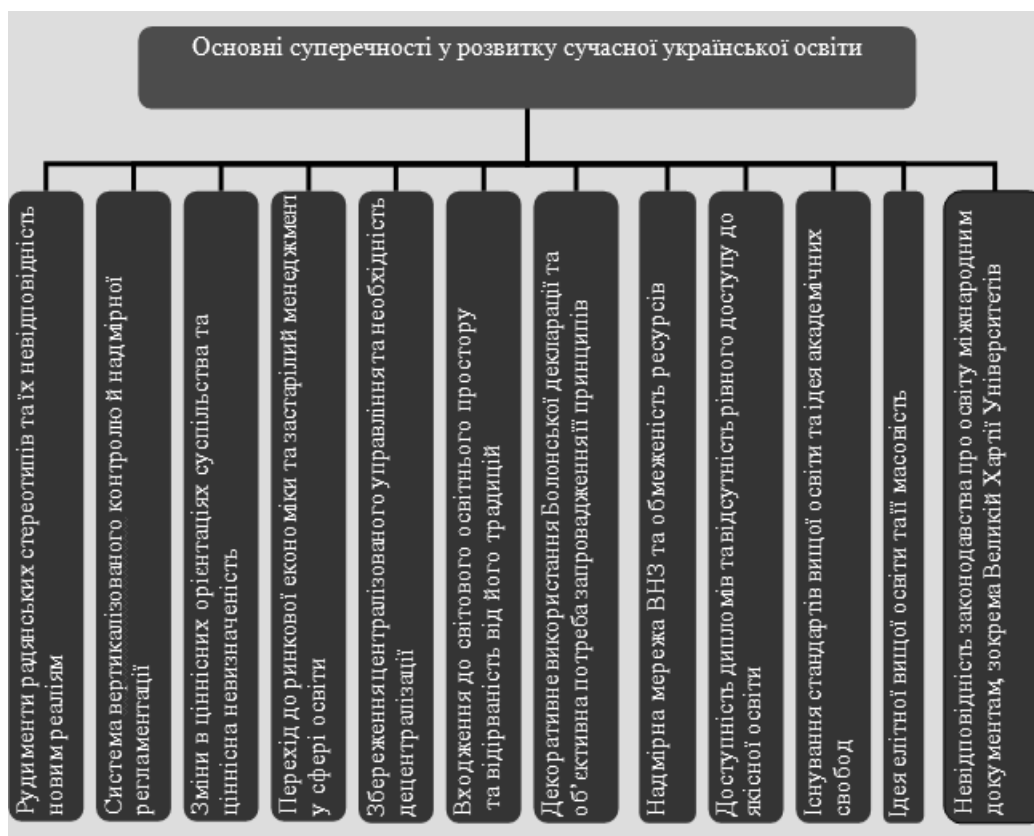 Основні суперечності у розвитку сучасної української освіти
Рудименти радянських стереотипів та їх невідповідність
новим реаліям
Система вертикалізованого контролю й надмірної
регламентації
Зміни в ціннісних орієнтаціях суспільства та
ціннісна невизначеність
Перехід до ринкової економіки та застарілий менеджмент
у сфері освіти
Збереження централізованого управління та необхідність
децентралізації
Входження до світового освітнього простору
та відірваність від його традицій
Декоративне використання Болонської декларації та
об’єктивна потреба запровадження її принципів
Надмірна мережа ВНЗ та обмеженість ресурсів
Доступність дипломів та відсутність рівного доступу до
якісної освіти
Існування стандартів вищої освіти та ідея академічних
свобод
Ідея елітної вищої освіти та її масовість
Невідповідність законодавства про освіту міжнародним
документам, зокрема Великій Хартії Університетів